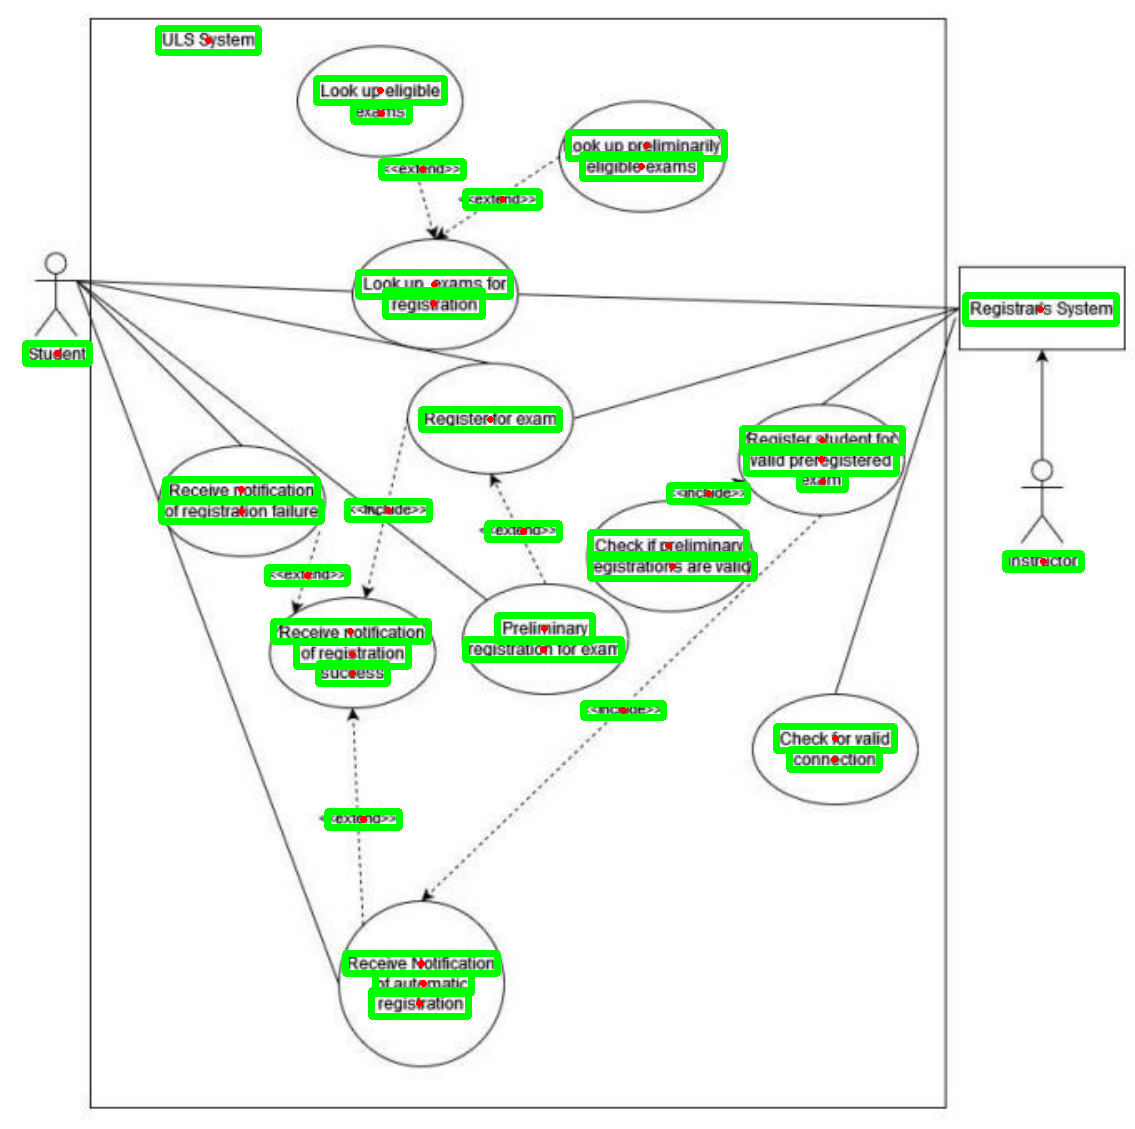 ULS System
Look up eligible
exams
ook up preliminarily
eligible exams
<<extend>>
<<extend>>
Look up exams for
registration
Registrar's System
Student
Register for exam
Register student for
valid preregistered
exam
Receive notification
of registration failure
<<include>>
<<include>>
<<extend>>
Check if preliminary
registrations are valid
instructor
<<extend>>
Receive notification
of registration
success
Preliminary
registration for exam
<<include>>
Check for valid
connection
<<extend>>
Receive Notification
of automatic
registration